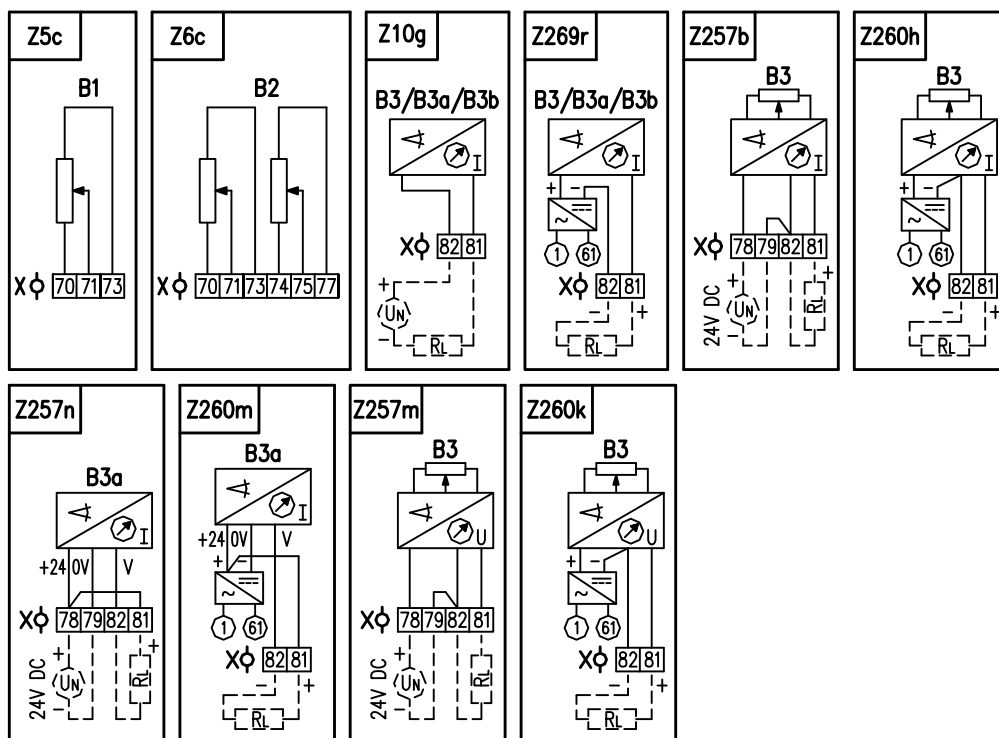 Z5c
B1
X 70 71 73
Z6c
B2
X 70 71 73 74 75 77
Z10g
B3/B3a/B3b
I
X 82 81
+
UN
-
RL
Z269r
B3/B3a/B3b
I
+ -
~
1 61
X 82 81
- +
RL
Z257b
B3
I
X 78 79 82 81
+ +
24V DC
UN
RL
-
Z260h
B3
I
+ -
~
1 61
X 82 81
- +
RL
Z257n
B3a
I
+24 0V V
X 78 79 82 81
+ +
24V DC
UN
RL
-
Z260m
B3a
I
+24 0V V
+ -
~
1 61
X 82 81
- +
RL
Z257m
B3
U
X 78 79 82 81
+ +
24V DC
UN
RL
-
Z260k
B3
U
+ -
~
1 61
X 82 81
- +
RL